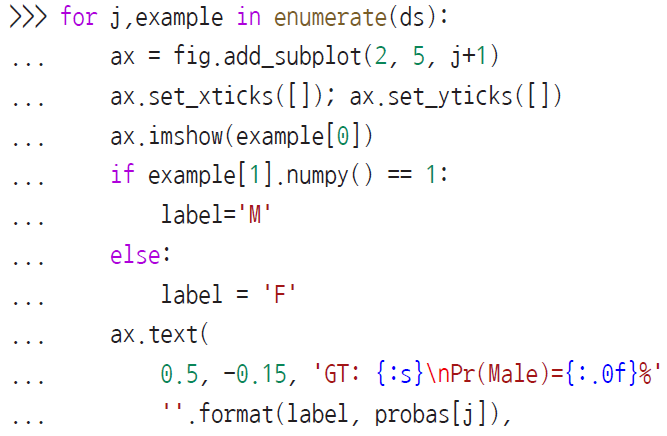 >>> for j,example in enumerate(ds):
...     ax = fig.add_subplot(2, 5, j+1)
...     ax.set_xticks([]); ax.set_yticks([])
...     ax.imshow(example[0])
...     if example[1].numpy() == 1:
...         label='M'
...     else:
...         label = 'F'
...     ax.text(
...         0.5, -0.15, 'GT: {:s}\nPr(Male)={:.0f}%'
...         ''.format(label, probas[j]),